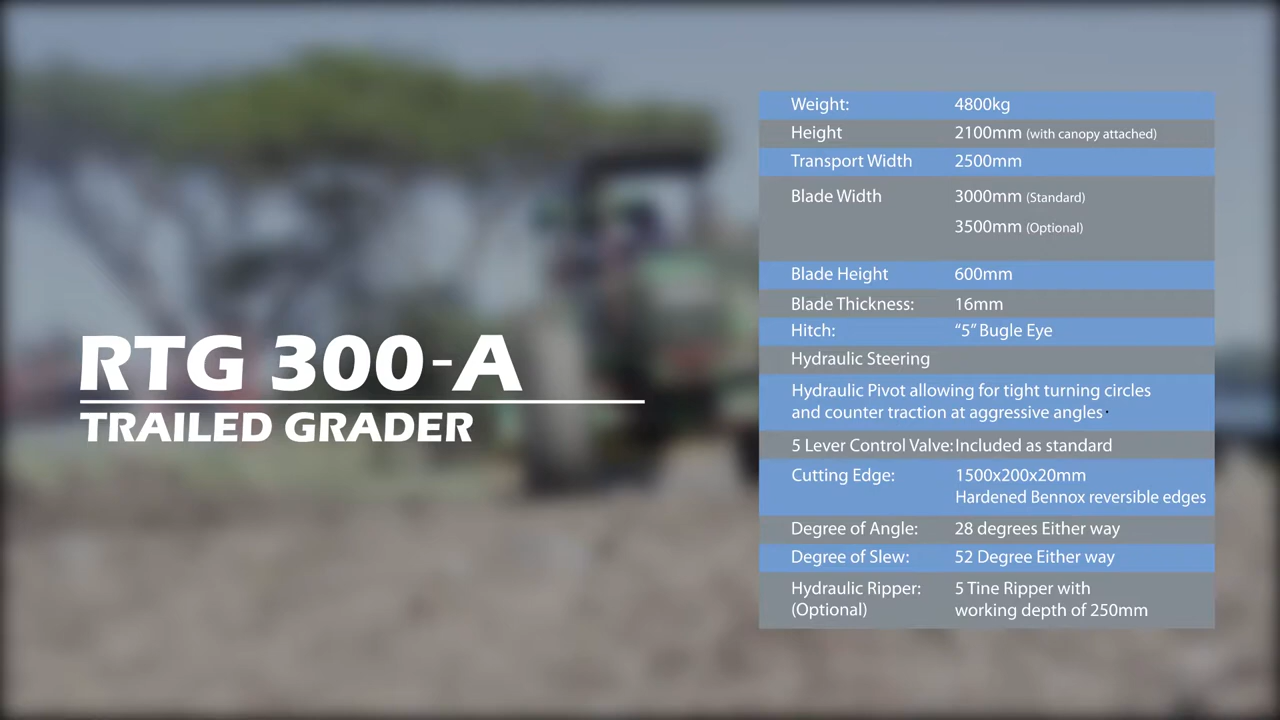 RTG 300-A
TRAILED GRADER
Weight: 4800kg
Height 2100mm (with canopy attached)
Transport Width 2500mm
Blade Width 3000mm (Standard)
3500mm (Optional)
Blade Height 600mm
Blade Thickness: 16mm
Hitch: “5” Bugle Eye
Hydraulic Steering
Hydraulic Pivot allowing for tight turning circles
and counter traction at aggressive angles.
5 Lever Control Valve: Included as standard
Cutting Edge: 1500x200x20mm
Hardened Bennox reversible edges
Degree of Angle: 28 degrees Either way
Degree of Slew: 52 Degree Either way
Hydraulic Ripper: 5 Tine Ripper with
(Optional) working depth of 250mm